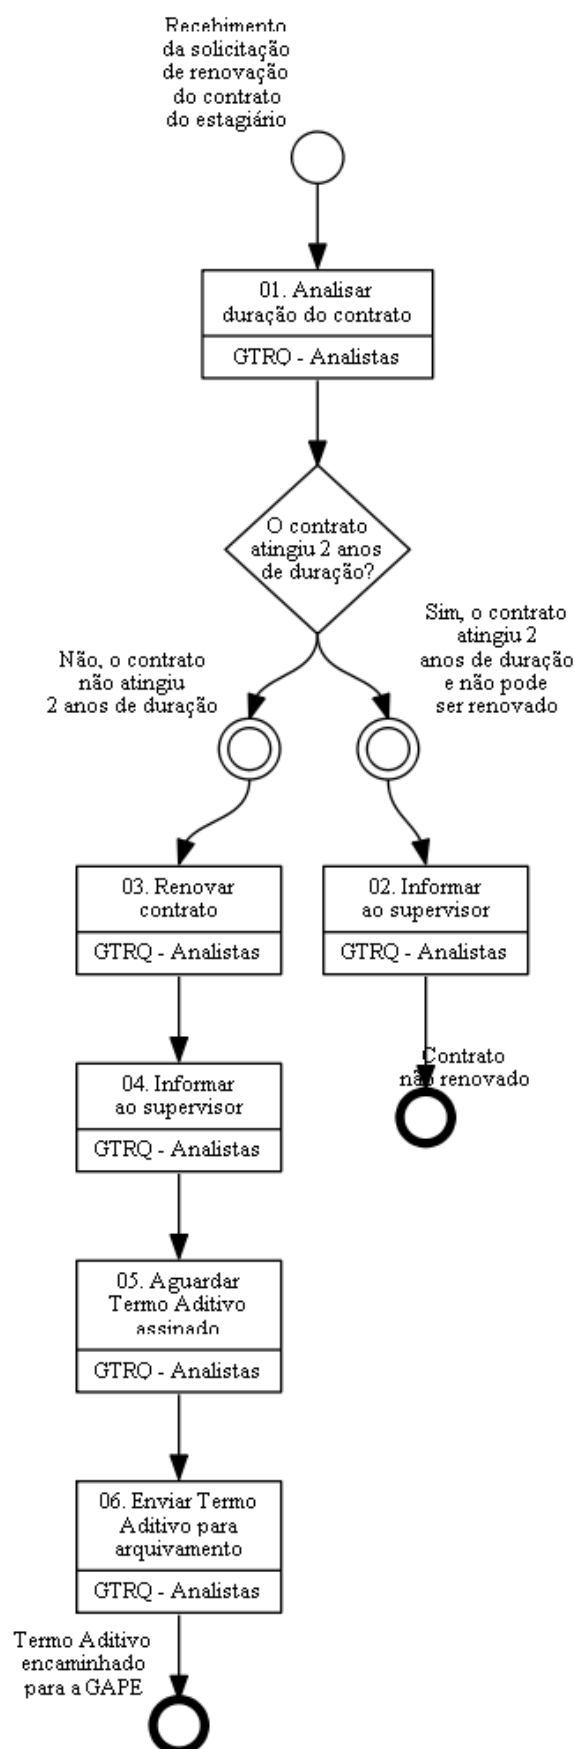 Recebimento
da solicitação
de renovação
do contrato
do estagiário
01. Analisar
duração do contrato
GTRQ - Analistas
O contrato
atingiu 2 anos
de duração?
Não, o contrato
não atingiu
2 anos de duração
Sim, o contrato
atingiu 2
anos de duração
e não pode
ser renovado
03. Renovar
contrato
GTRQ - Analistas
02. Informar
ao supervisor
GTRQ - Analistas
Contrato
não renovado
04. Informar
ao supervisor
GTRQ - Analistas
05. Aguardar
Termo Aditivo
assinado
GTRQ - Analistas
06. Enviar Termo
Aditivo para
arquivamento
GTRQ - Analistas
Termo Aditivo
encaminhado
para a GAPE